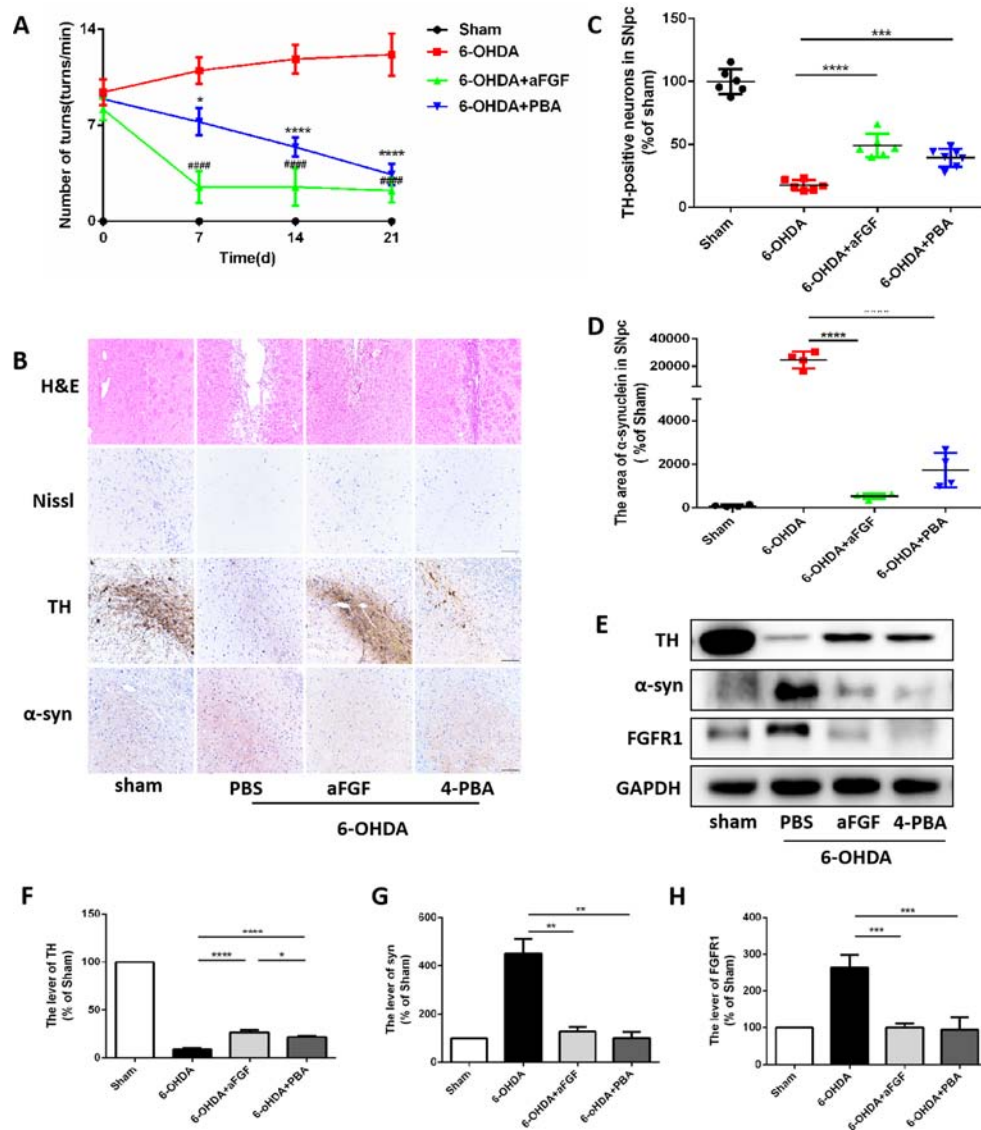 A
14
7
0
Number of turns(turns/min)
0 7 14 21
Time(d)
* **** ****
#### #### ####
Sham
6-OHDA
6-OHDA+aFGF
6-OHDA+PBA
C
150
100
50
0
TH-positive neurons in SNpc
(%of sham)
***
****
Sham 6-OHDA 6-OHDA+aFGF 6-OHDA+PBA
B
H&E
Nissl
TH
α-syn
sham PBS aFGF 4-PBA
6-OHDA
D
40000
20000
4000
2000
0
The area of α-synuclein in SNpc
( %of Sham)
****
Sham 6-OHDA 6-OHDA+aFGF 6-OHDA+PBA
E
TH
α-syn
FGFR1
GAPDH
sham PBS aFGF 4-PBA
6-OHDA
F
150
100
50
0
The lever of TH
(% of Sham)
****
**** *
Sham 6-OHDA 6-OHDA+aFGF 6-oHDA+PBA
G
600
400
200
0
The lever of syn
(% of Sham)
**
**
Sham 6-OHDA 6-OHDA+aFGF 6-oHDA+PBA
H
400
300
200
100
0
The lever of FGFR1
(% of Sham)
***
***
Sham 6-OHDA 6-OHDA+aFGF 6-OHDA+PBA